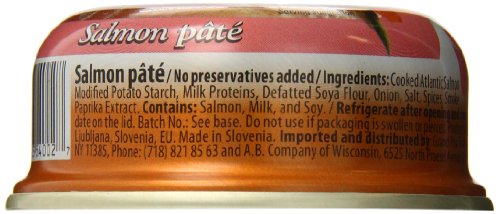 Salmon pâté
Salmon pâté / No preservatives added / Ingredients: Cooked Atlantic Salmon
Modified Potato Starch, Milk Proteins, Defatted Soya Flour, Onion, Salt, Spices, Smoke
Paprika Extract. Contains: Salmon, Milk, and Soy. / Refrigerate after opening and
date on the lid. Batch No.: See base. Do not use if packaging is swollen or
Ljubljana, Slovenia, EU. Made in Slovenia. Imported and distributed by:
NY 11385, Phone: (718) 821 85 63 and A.B. Company of Wisconsin, 6525 North